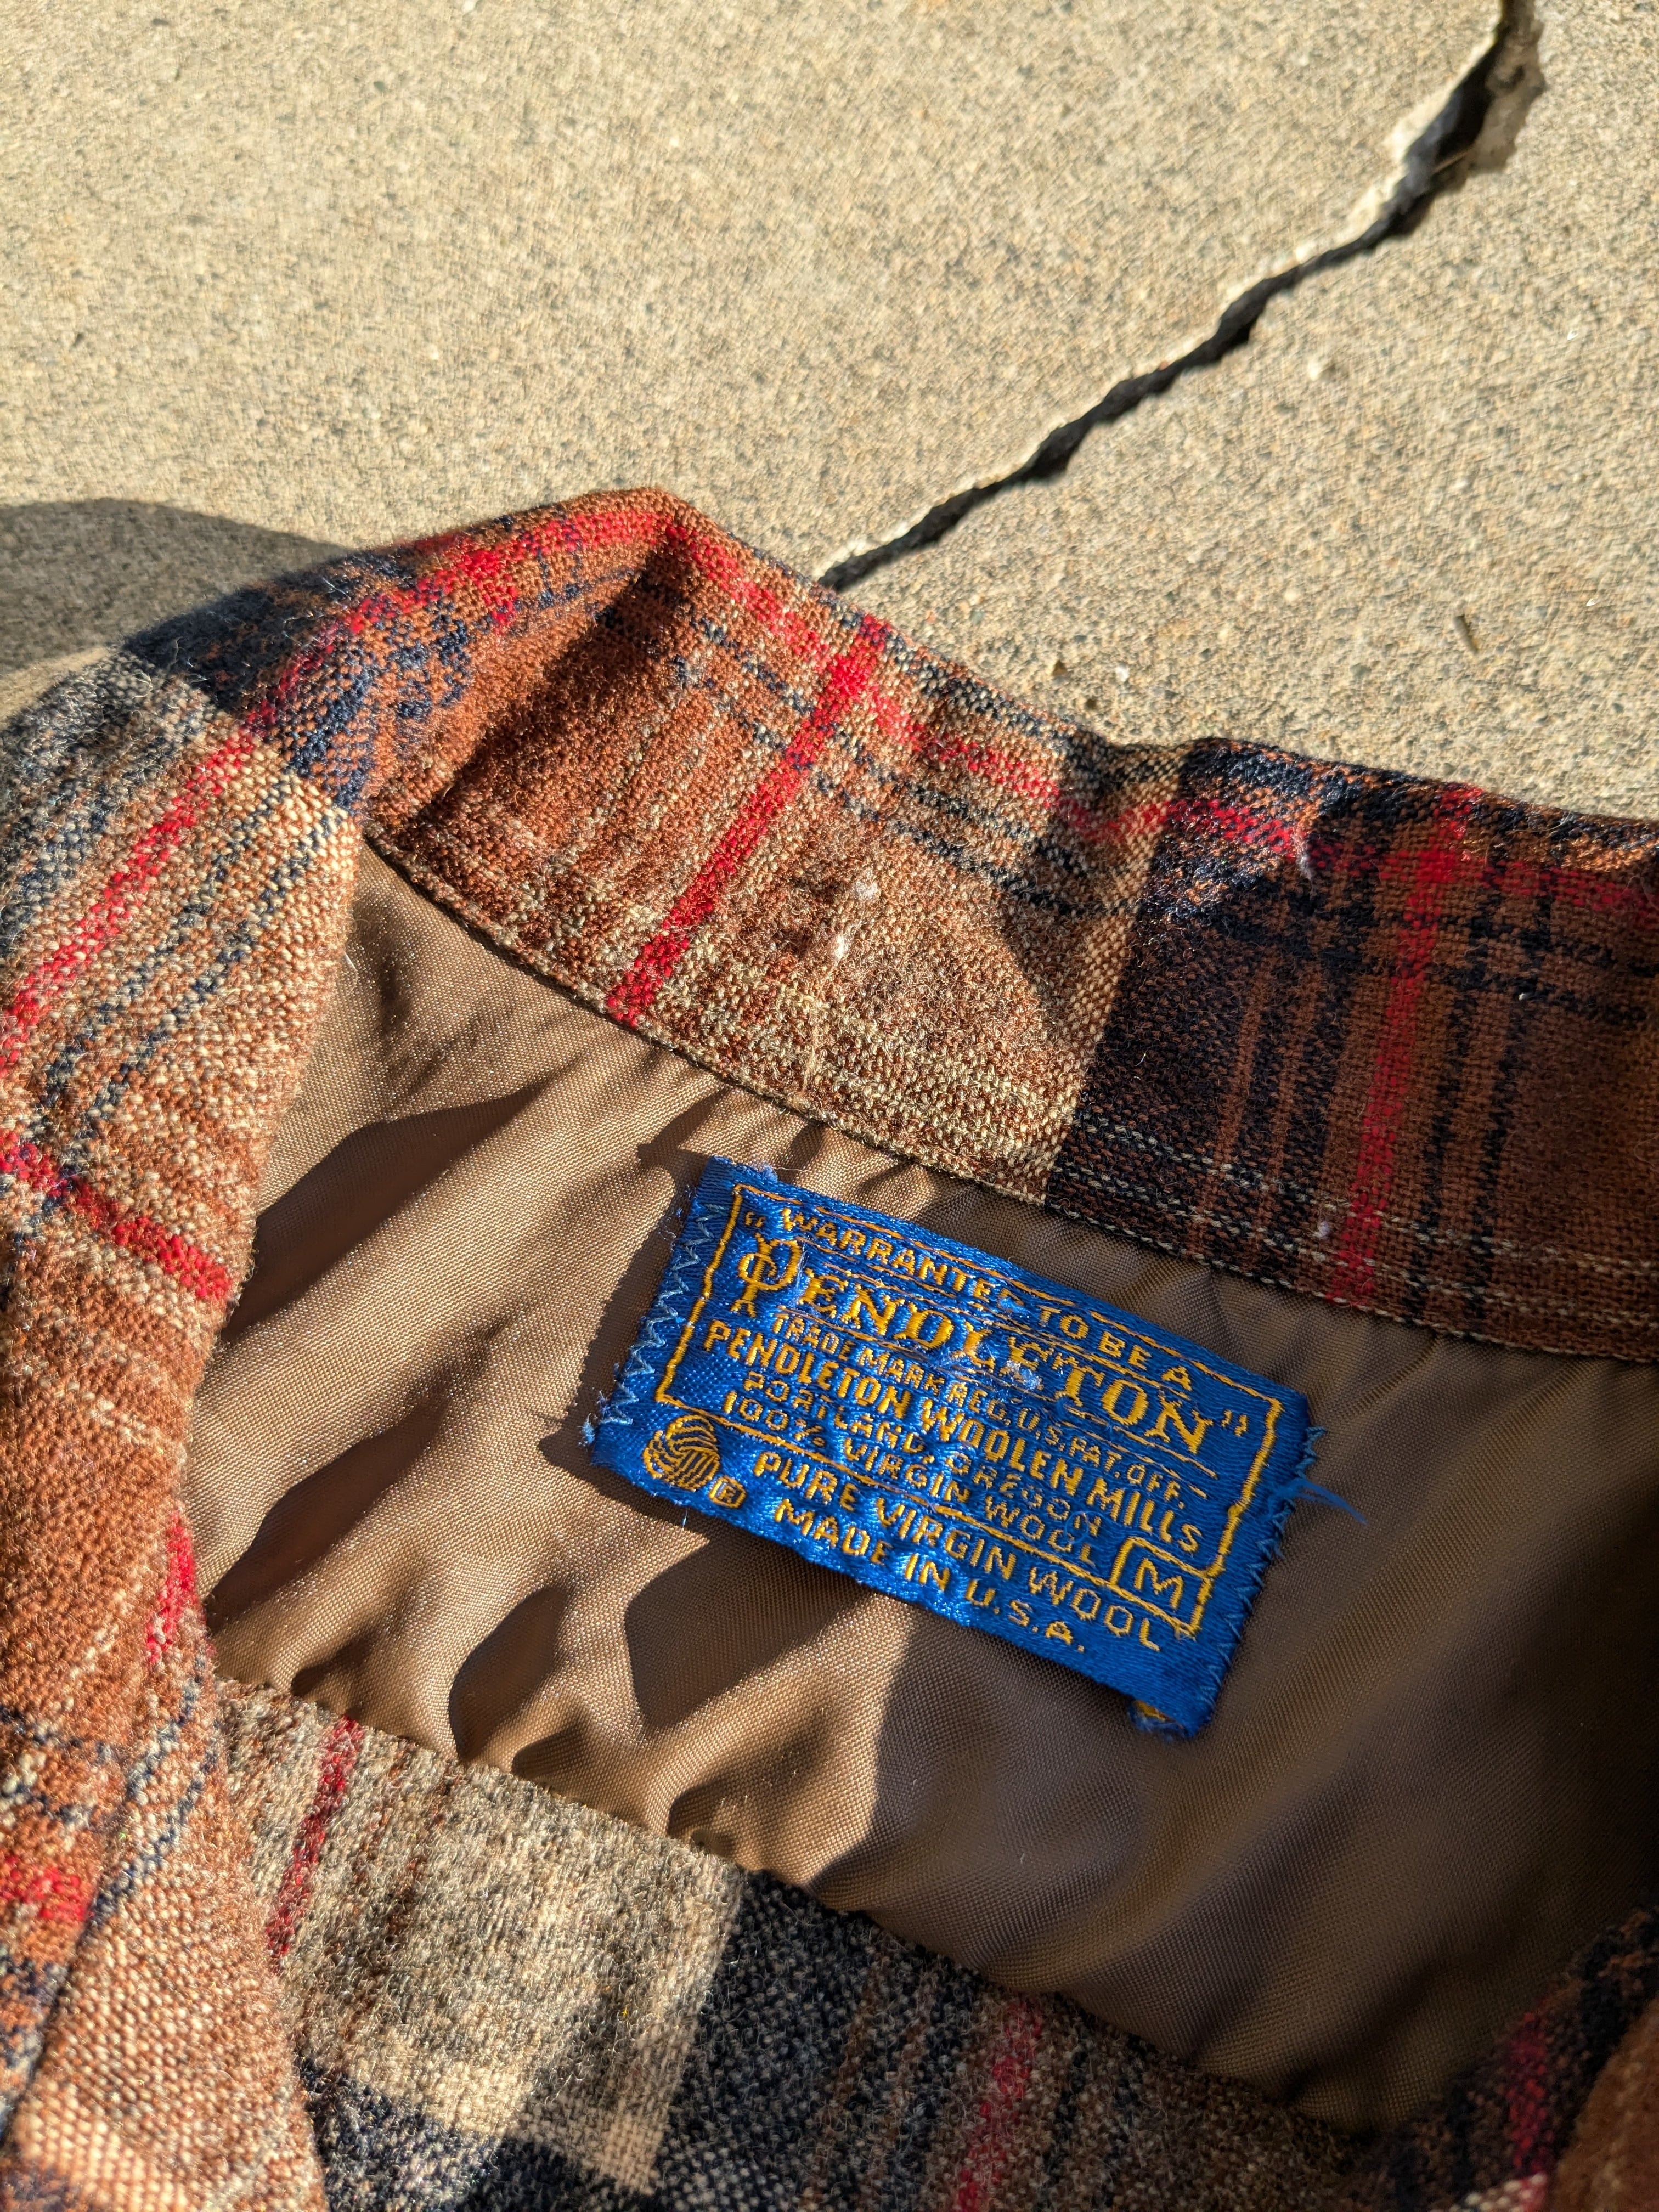 "WARRANTED TO BE A
PENDLETON"
TRADE MARK REG. U.S. PAT. OFF.
PENDLETON WOOLEN MILLS
PORTLAND, OREGON
100% VIRGIN WOOL
M
PURE VIRGIN WOOL
® MADE IN U.S.A.